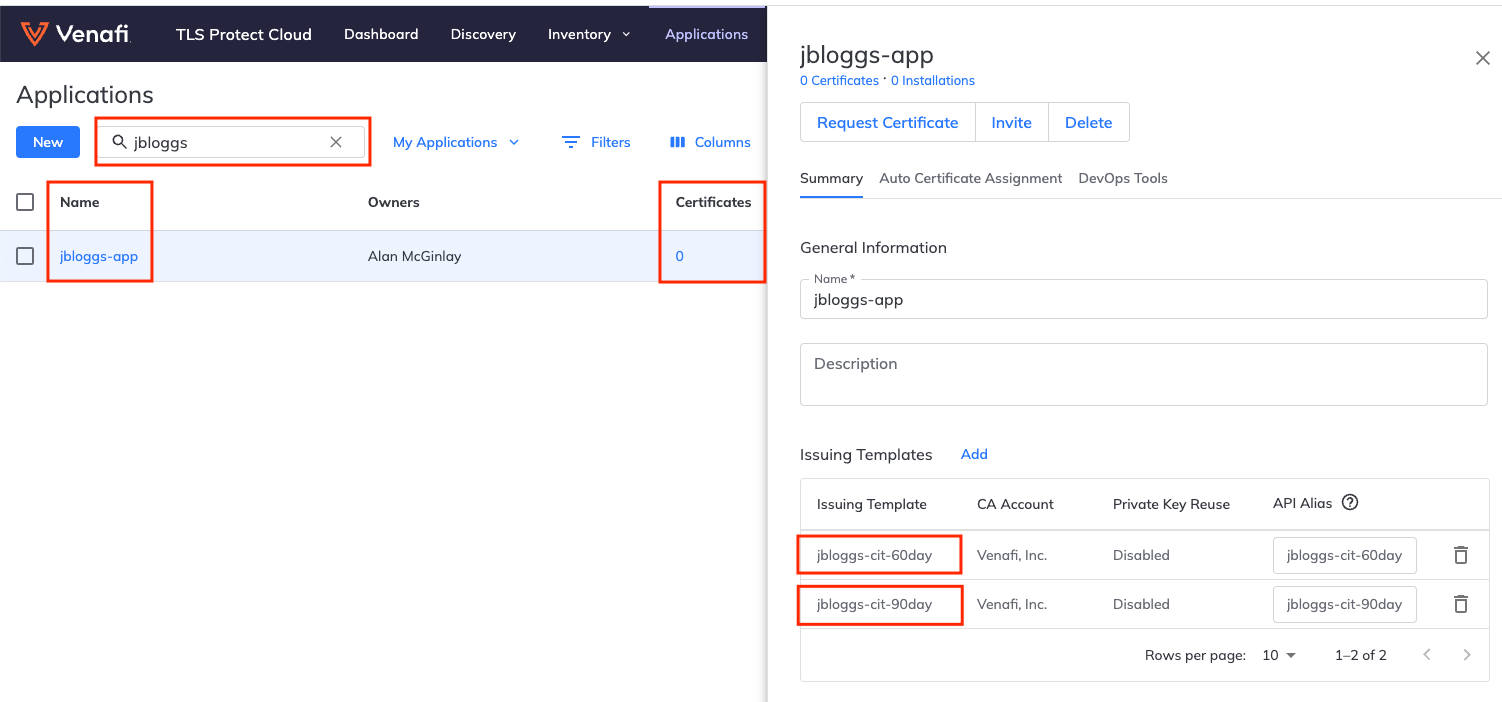 Venafi TLS Protect Cloud Dashboard Discovery Inventory Applications
Applications
New jbloggs My Applications Filters Columns
Name Owners Certificates
jbloggs-app Alan McGinlay 0
jbloggs-app
0 Certificates · 0 Installations
Request Certificate Invite Delete
Summary Auto Certificate Assignment DevOps Tools
General Information
Name *
jbloggs-app
Description
Issuing Templates Add
Issuing Template CA Account Private Key Reuse API Alias ?
jbloggs-cit-60day Venafi, Inc. Disabled jbloggs-cit-60day
jbloggs-cit-90day Venafi, Inc. Disabled jbloggs-cit-90day
Rows per page: 10 1–2 of 2